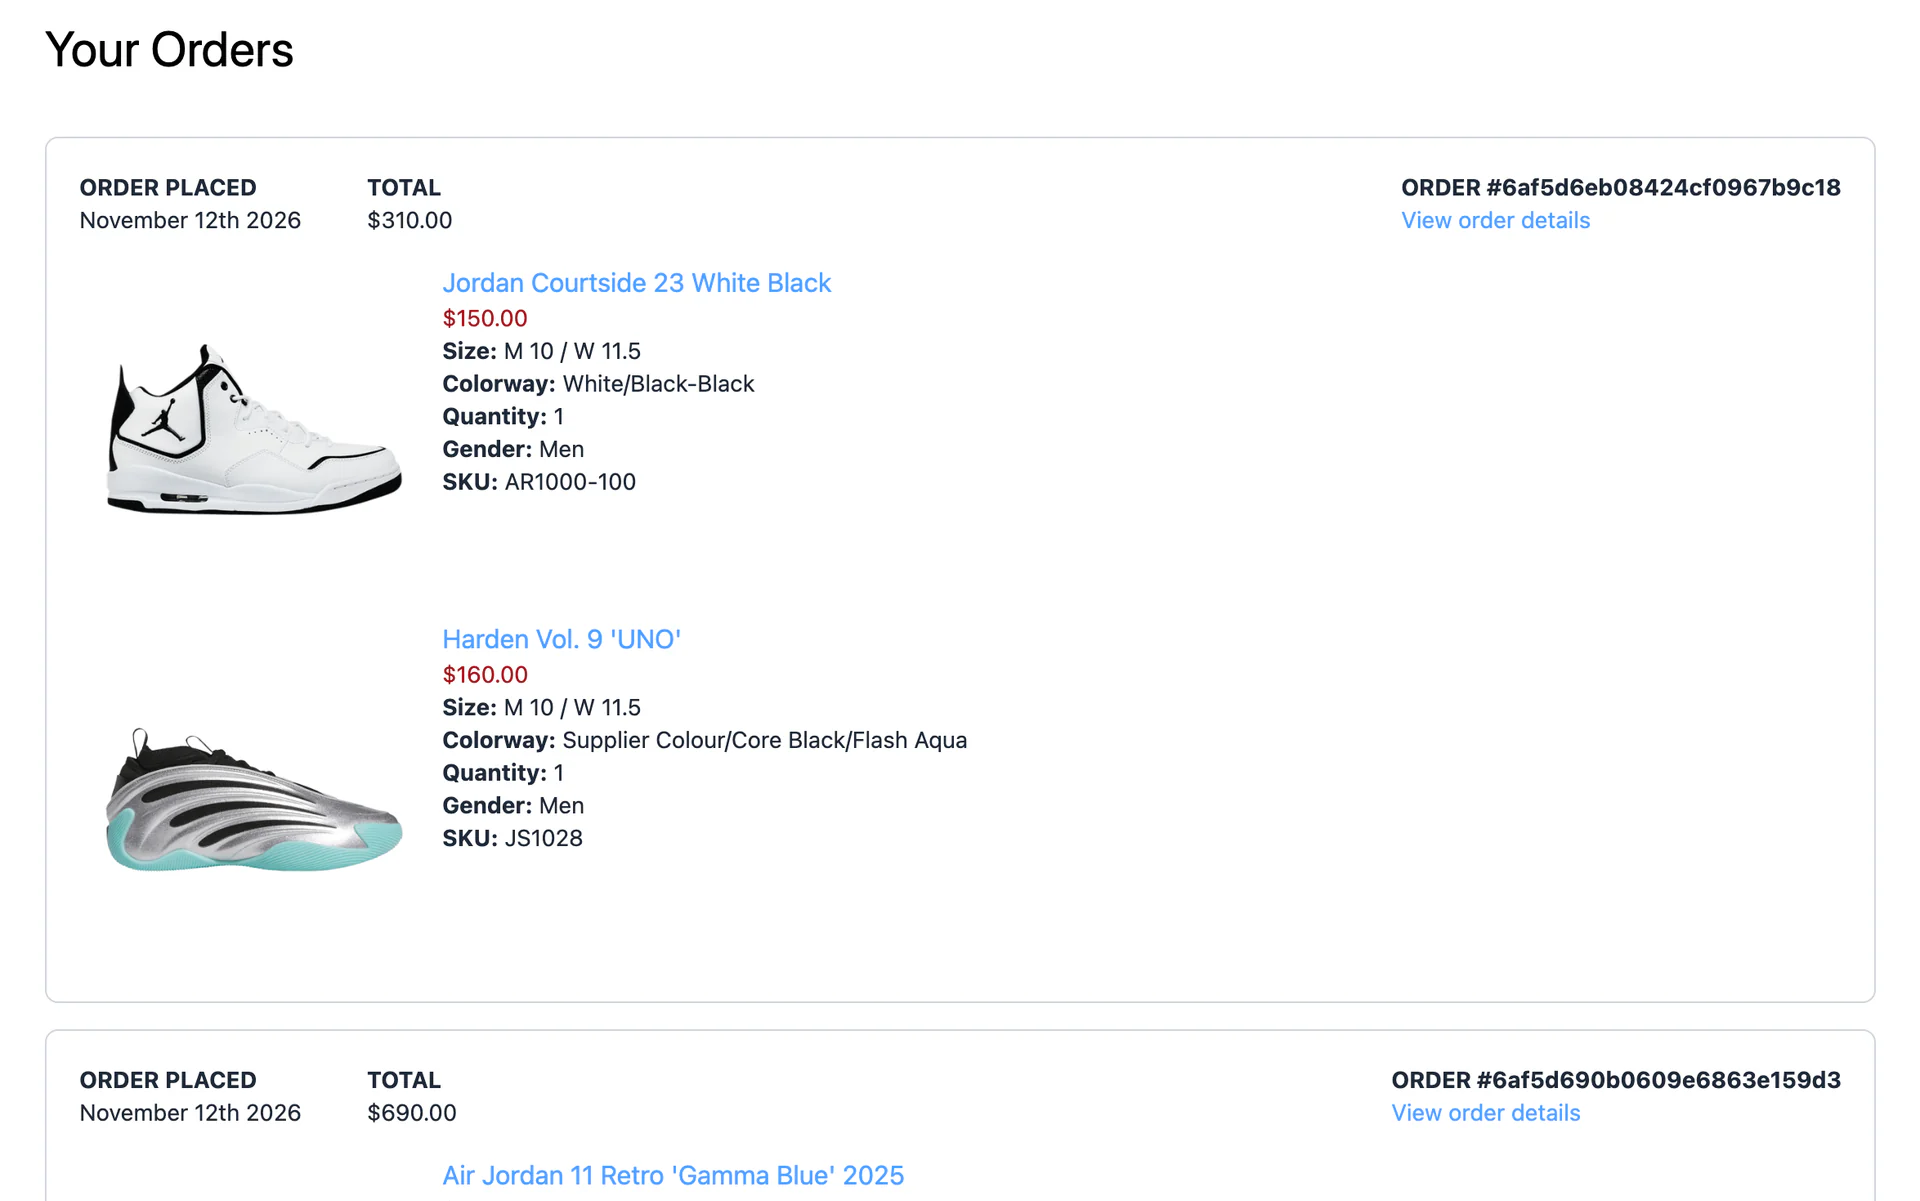 Your Orders
ORDER PLACED
November 12th 2026
TOTAL
$310.00
ORDER #6af5d6eb08424cf0967b9c18
View order details
Jordan Courtside 23 White Black
$150.00
Size: M 10 / W 11.5
Colorway: White/Black-Black
Quantity: 1
Gender: Men
SKU: AR1000-100
Harden Vol. 9 'UNO'
$160.00
Size: M 10 / W 11.5
Colorway: Supplier Colour/Core Black/Flash Aqua
Quantity: 1
Gender: Men
SKU: JS1028
ORDER PLACED
November 12th 2026
TOTAL
$690.00
ORDER #6af5d690b0609e6863e159d3
View order details
Air Jordan 11 Retro 'Gamma Blue' 2025